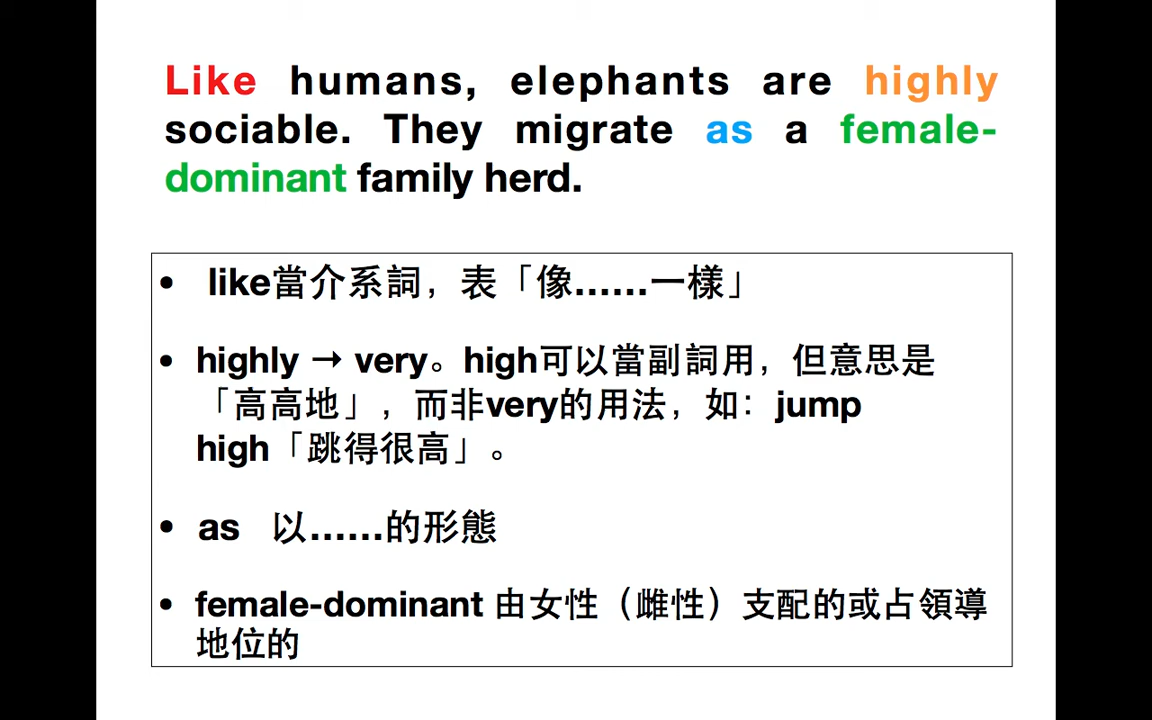 Like humans, elephants are highly
sociable. They migrate as a female-
dominant family herd.
• like當介系詞，表「像......一樣」
• highly → very。high可以當副詞用，但意思是
「高高地」，而非very的用法，如：jump
high「跳得很高」。
• as 以......的形態
• female-dominant 由女性（雌性）支配的或占領導
地位的